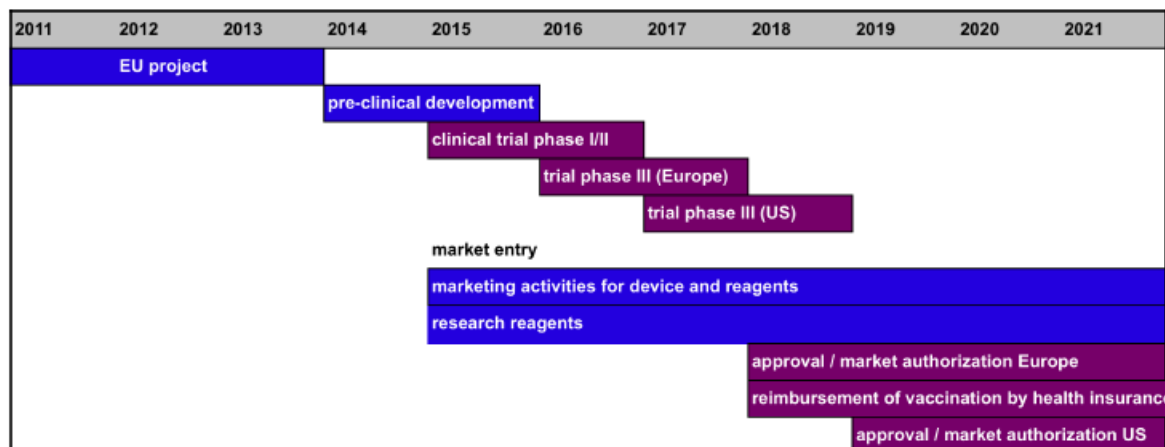 2011 2012 2013 2014 2015 2016 2017 2018 2019 2020 2021
EU project
pre-clinical development
clinical trial phase I/II
trial phase III (Europe)
trial phase III (US)
market entry
marketing activities for device and reagents
research reagents
approval / market authorization Europe
reimbursement of vaccination by health insurance
approval / market authorization US